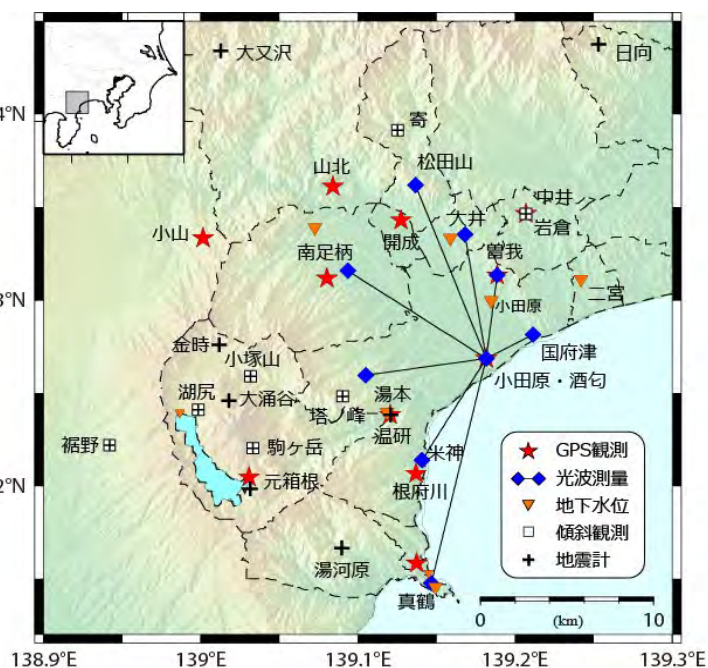 大又沢
日向
4°N
寄
山北
松田山
中井
小山
開成
大井
岩倉
南足柄
曽我
3°N
小田原
二宮
金時
小塚山
国府津
湖尻
大涌谷
塔ノ峰
湯本
小田原・酒匂
温研
裾野
駒ヶ岳
米神
2°N
元箱根
根府川
GPS観測
光波測量
地下水位
傾斜観測
地震計
湯河原
真鶴
0
(km)
10
138.9°E
139°E
139.1°E
139.2°E
139.3°E